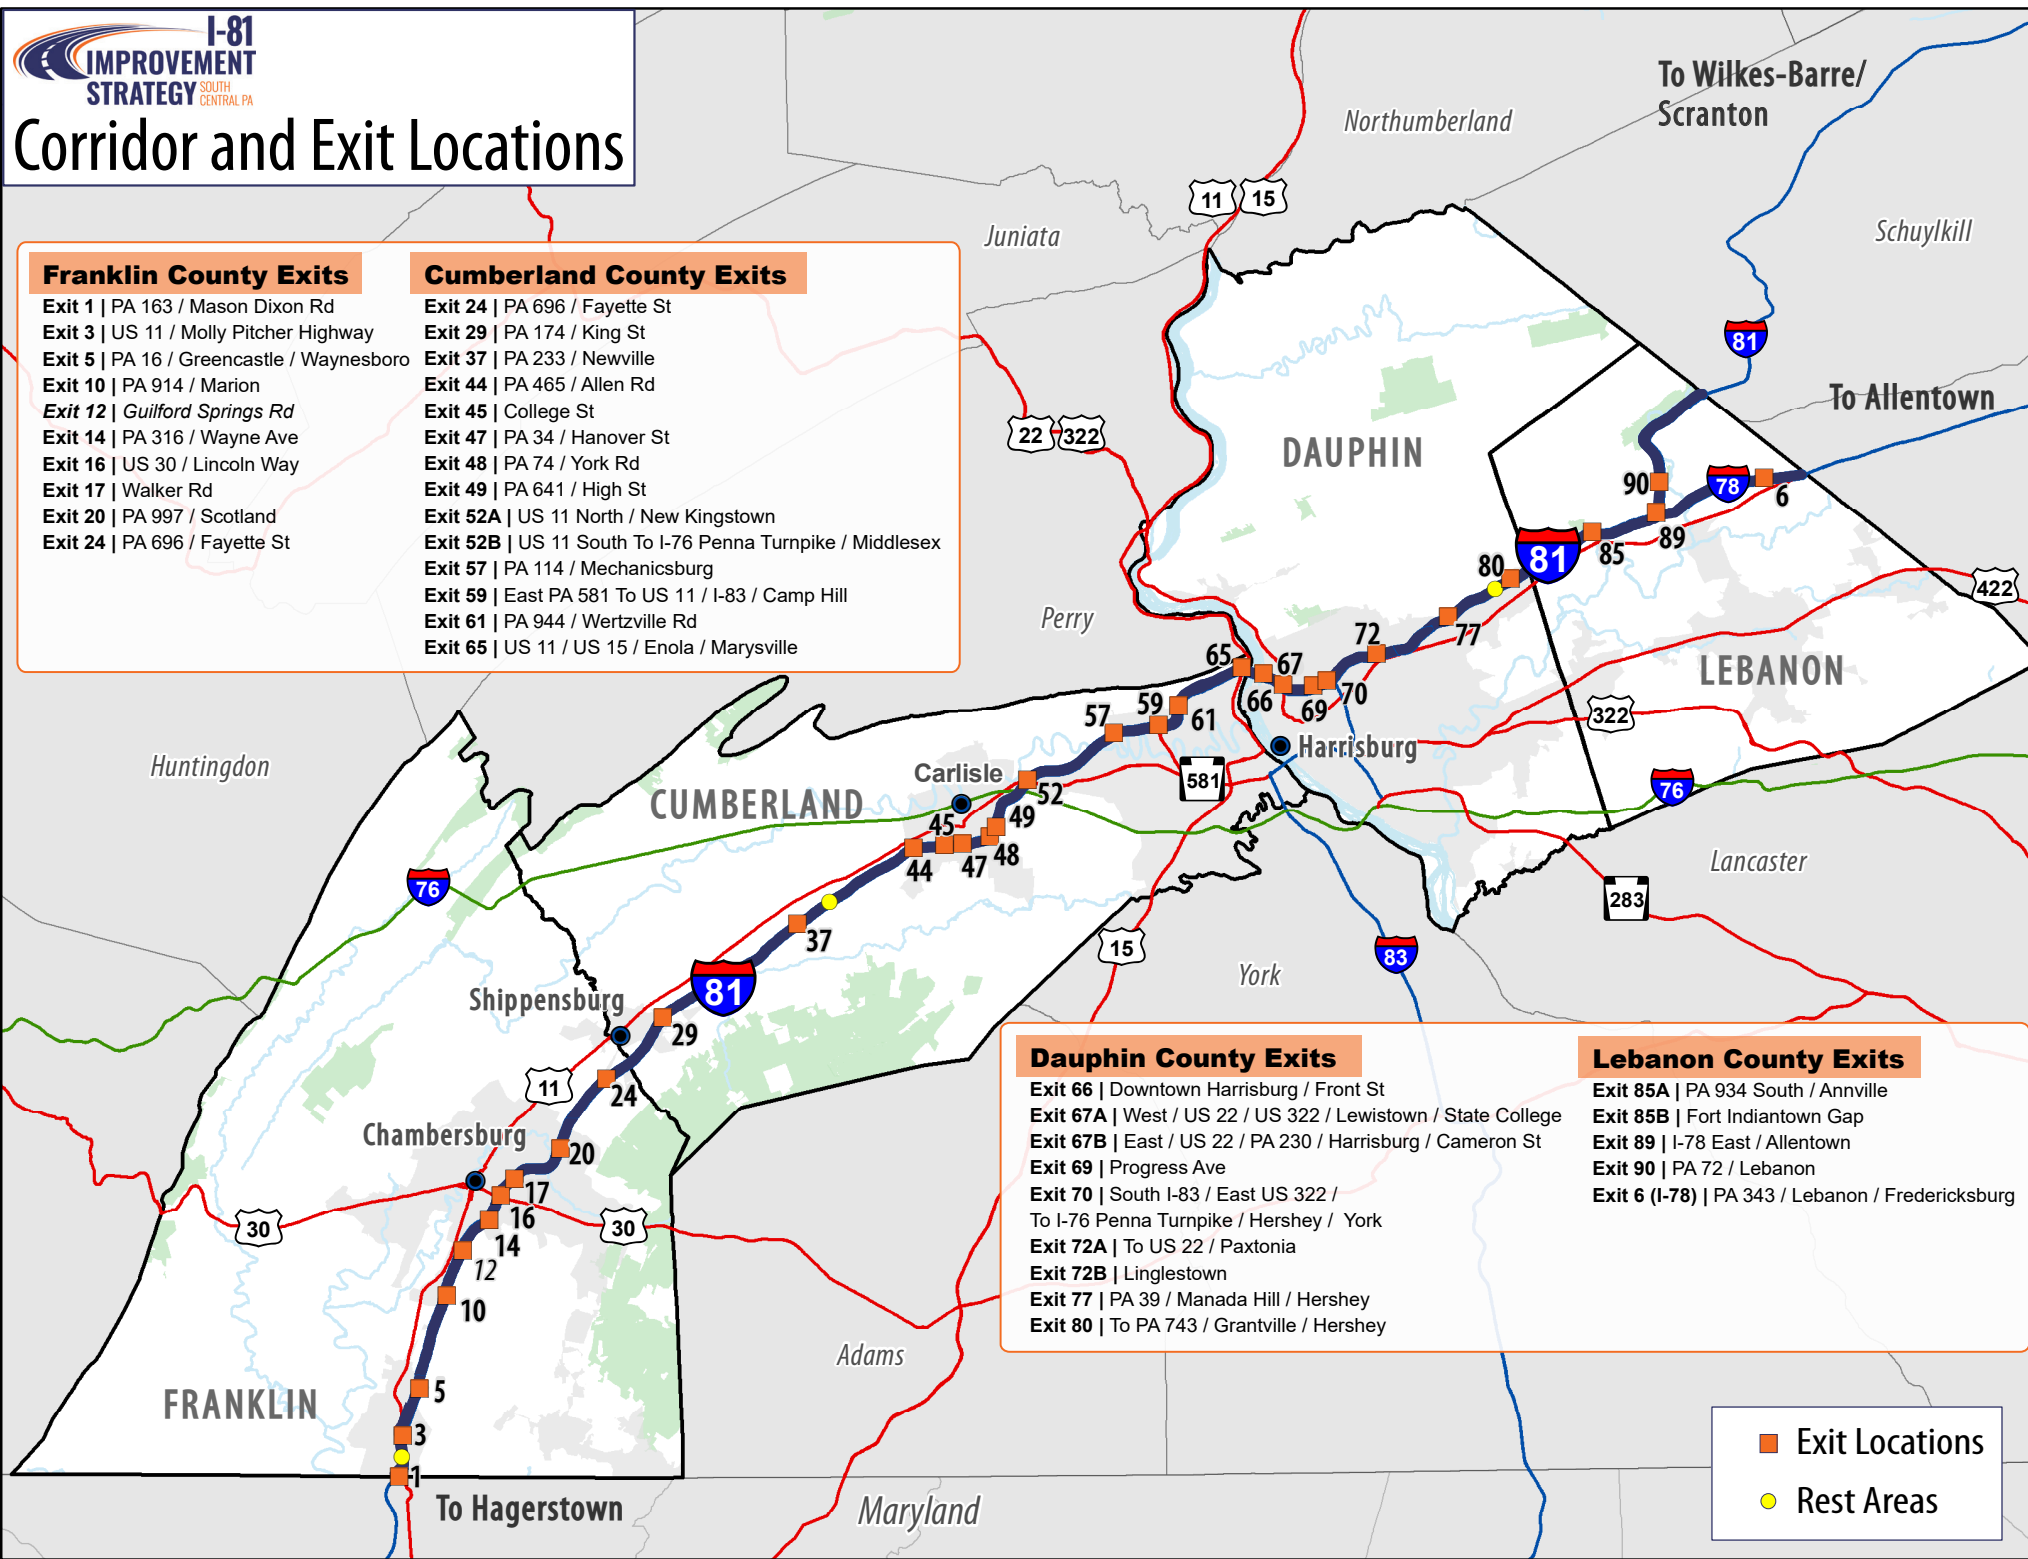 I-81
IMPROVEMENT
STRATEGY SOUTH CENTRAL PA
Corridor and Exit Locations
Franklin County Exits
Exit 1 | PA 163 / Mason Dixon Rd
Exit 3 | US 11 / Molly Pitcher Highway
Exit 5 | PA 16 / Greencastle / Waynesboro
Exit 10 | PA 914 / Marion
Exit 12 | Guilford Springs Rd
Exit 14 | PA 316 / Wayne Ave
Exit 16 | US 30 / Lincoln Way
Exit 17 | Walker Rd
Exit 20 | PA 997 / Scotland
Exit 24 | PA 696 / Fayette St
Cumberland County Exits
Exit 24 | PA 696 / Fayette St
Exit 29 | PA 174 / King St
Exit 37 | PA 233 / Newville
Exit 44 | PA 465 / Allen Rd
Exit 45 | College St
Exit 47 | PA 34 / Hanover St
Exit 48 | PA 74 / York Rd
Exit 49 | PA 641 / High St
Exit 52A | US 11 North / New Kingstown
Exit 52B | US 11 South To I-76 Penna Turnpike / Middlesex
Exit 57 | PA 114 / Mechanicsburg
Exit 59 | East PA 581 To US 11 / I-83 / Camp Hill
Exit 61 | PA 944 / Wertzville Rd
Exit 65 | US 11 / US 15 / Enola / Marysville
To Wilkes-Barre/
Scranton
Northumberland
11
15
Juniata
Schuylkill
81
To Allentown
22
322
DAUPHIN
90
78
6
81
85
89
80
422
Perry
77
72
65
67
66
69
70
LEBANON
322
57
59
61
Harrisburg
Huntingdon
Carlisle
581
52
76
CUMBERLAND
45
49
44
47
48
76
Lancaster
283
37
15
83
York
81
Shippensburg
29
11
24
Chambersburg
20
17
30
16
30
14
12
10
FRANKLIN
5
3
1
Adams
To Hagerstown
Maryland
Dauphin County Exits
Exit 66 | Downtown Harrisburg / Front St
Exit 67A | West / US 22 / US 322 / Lewistown / State College
Exit 67B | East / US 22 / PA 230 / Harrisburg / Cameron St
Exit 69 | Progress Ave
Exit 70 | South I-83 / East US 322 /
To I-76 Penna Turnpike / Hershey / York
Exit 72A | To US 22 / Paxtonia
Exit 72B | Linglestown
Exit 77 | PA 39 / Manada Hill / Hershey
Exit 80 | To PA 743 / Grantville / Hershey
Lebanon County Exits
Exit 85A | PA 934 South / Annville
Exit 85B | Fort Indiantown Gap
Exit 89 | I-78 East / Allentown
Exit 90 | PA 72 / Lebanon
Exit 6 (I-78) | PA 343 / Lebanon / Fredericksburg
Exit Locations
Rest Areas